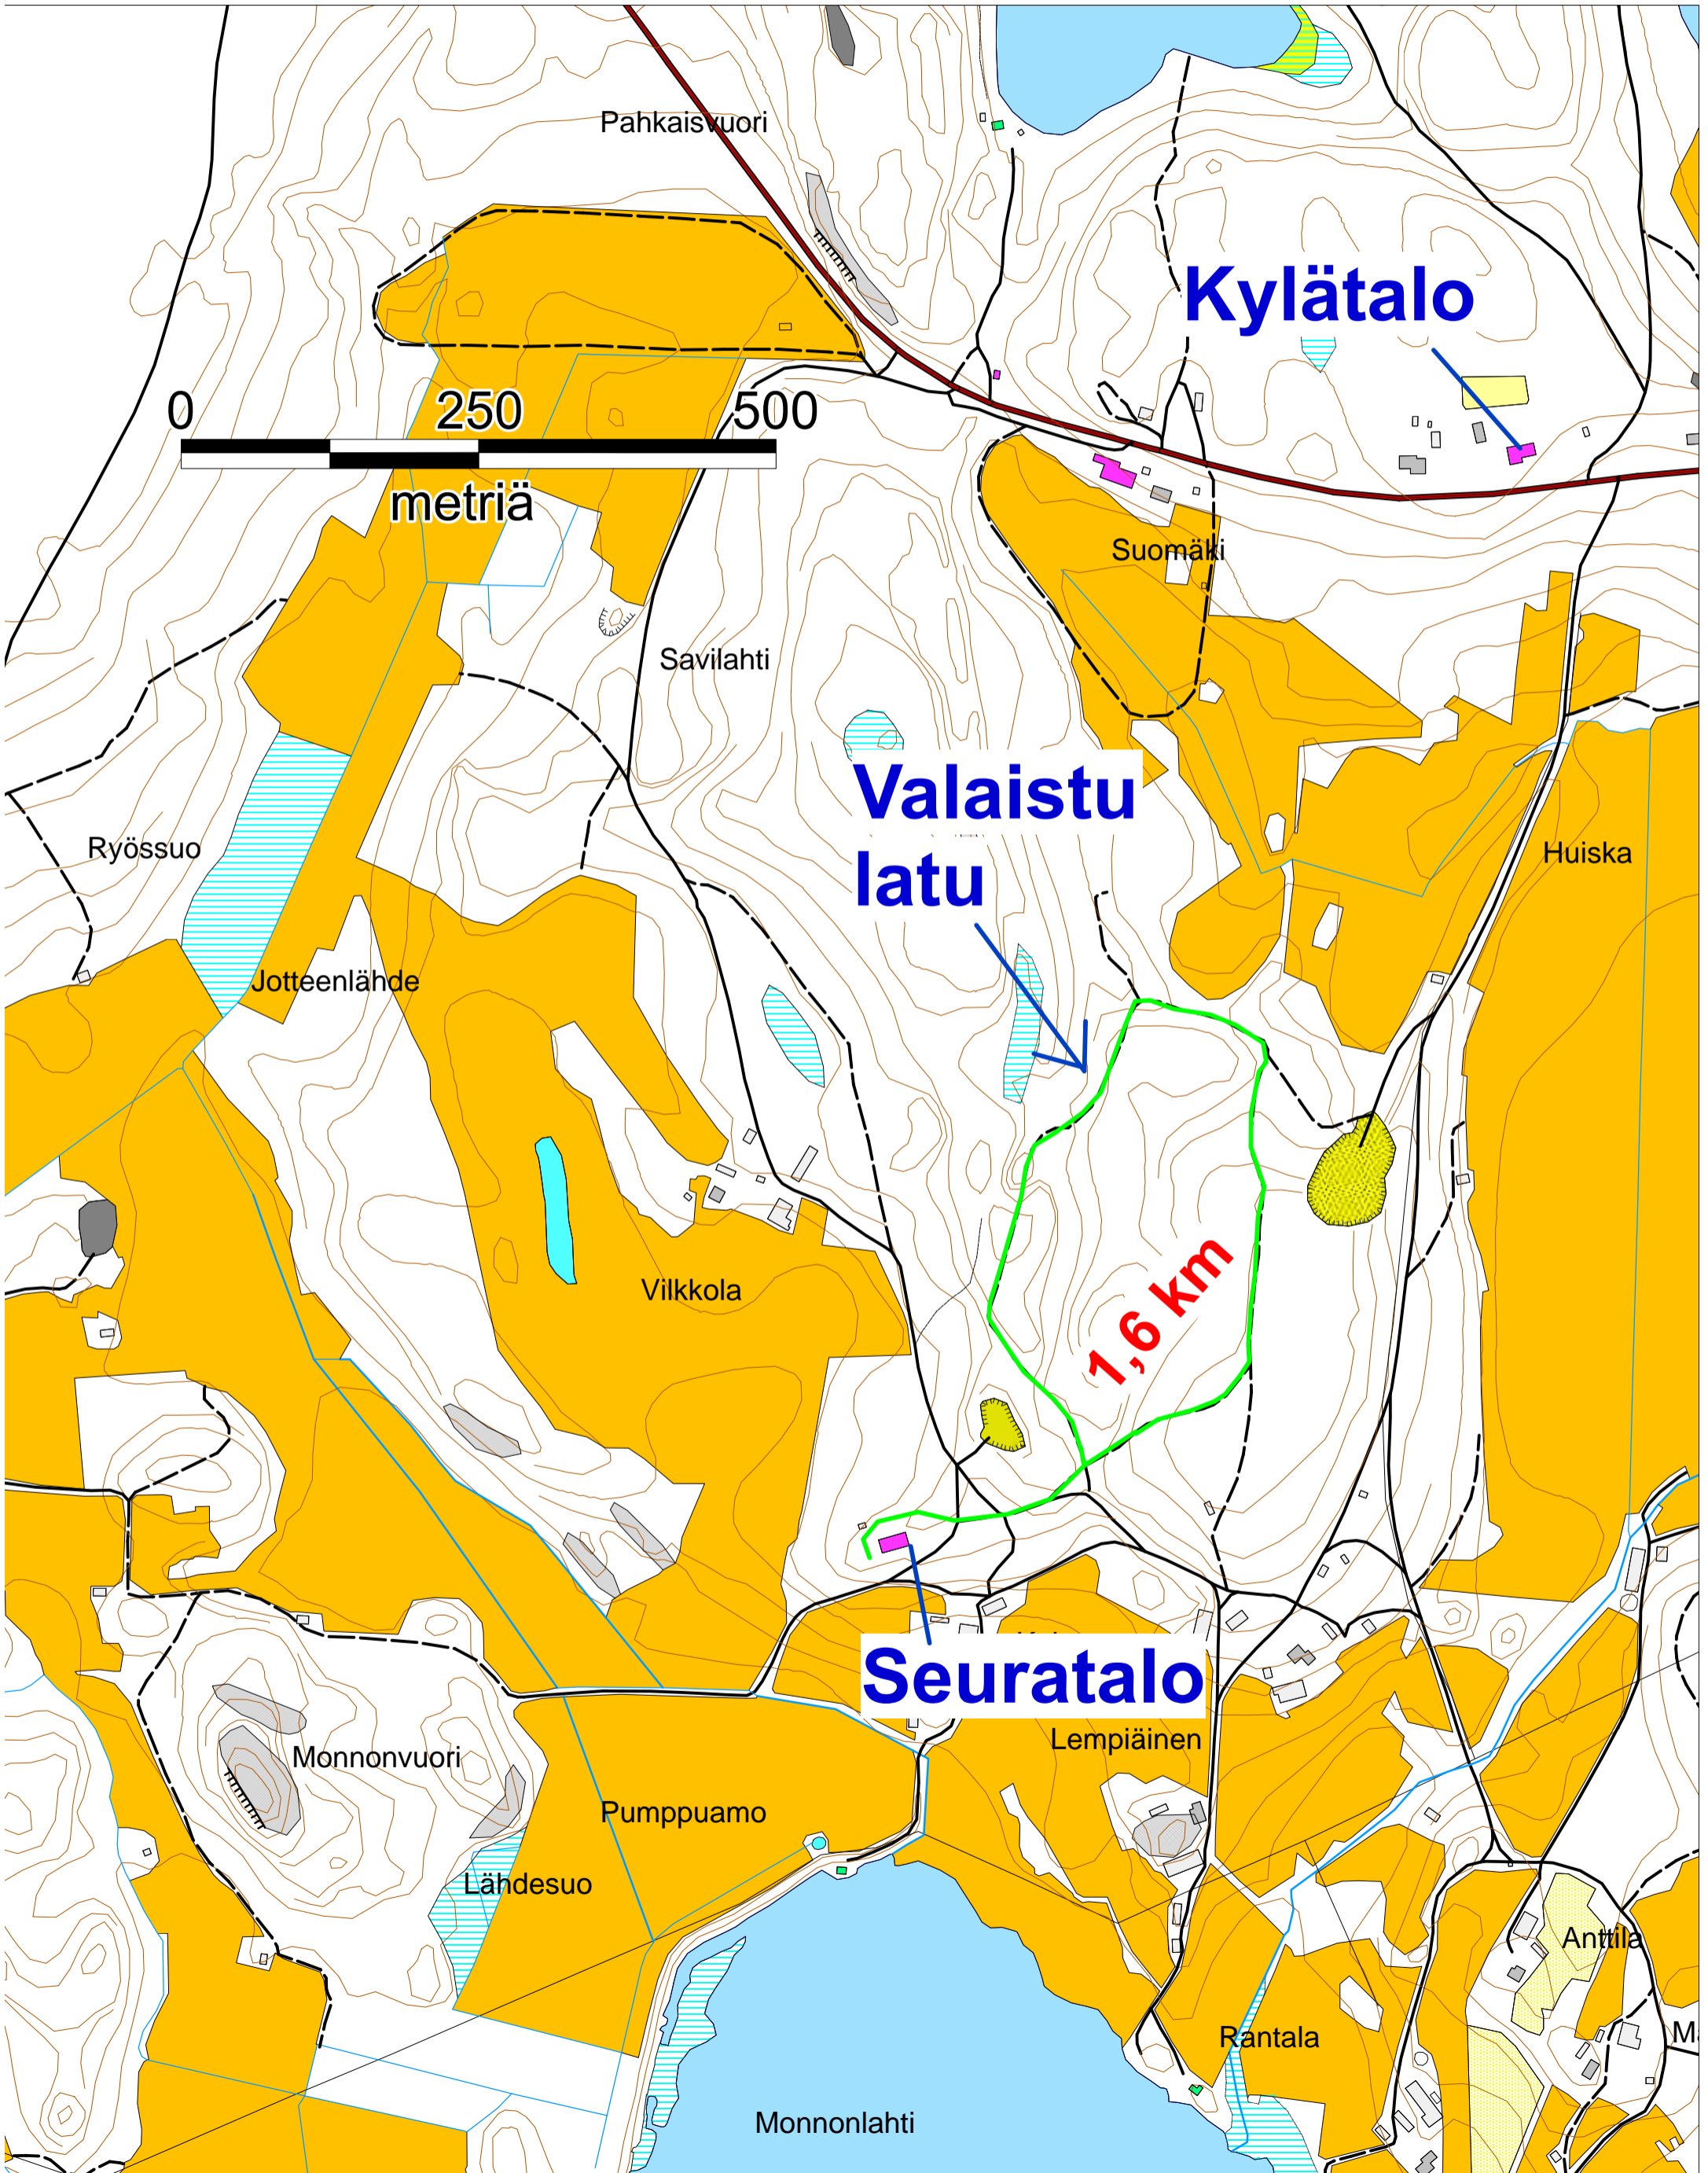 Pahkaisvuori
Kylätalo
0 250 500
metriä
Suomäki
Savilahti
Valaistu
latu
Ryössuo
Huiska
Jotteenlähde
Vilkkola
1,6 km
Seuratalo
Lempiäinen
Monnonvuori
Pumppuamo
Lähdesuo
Anttila
Rantala
Monnonlahti